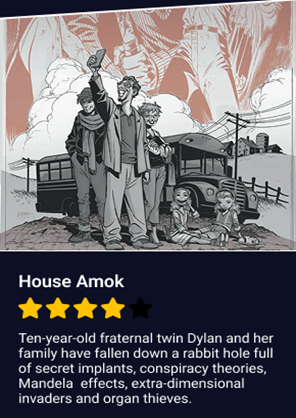 House Amok
Ten-year-old fraternal twin Dylan and her
family have fallen down a rabbit hole full
of secret implants, conspiracy theories,
Mandela  effects, extra-dimensional
invaders and organ thieves.